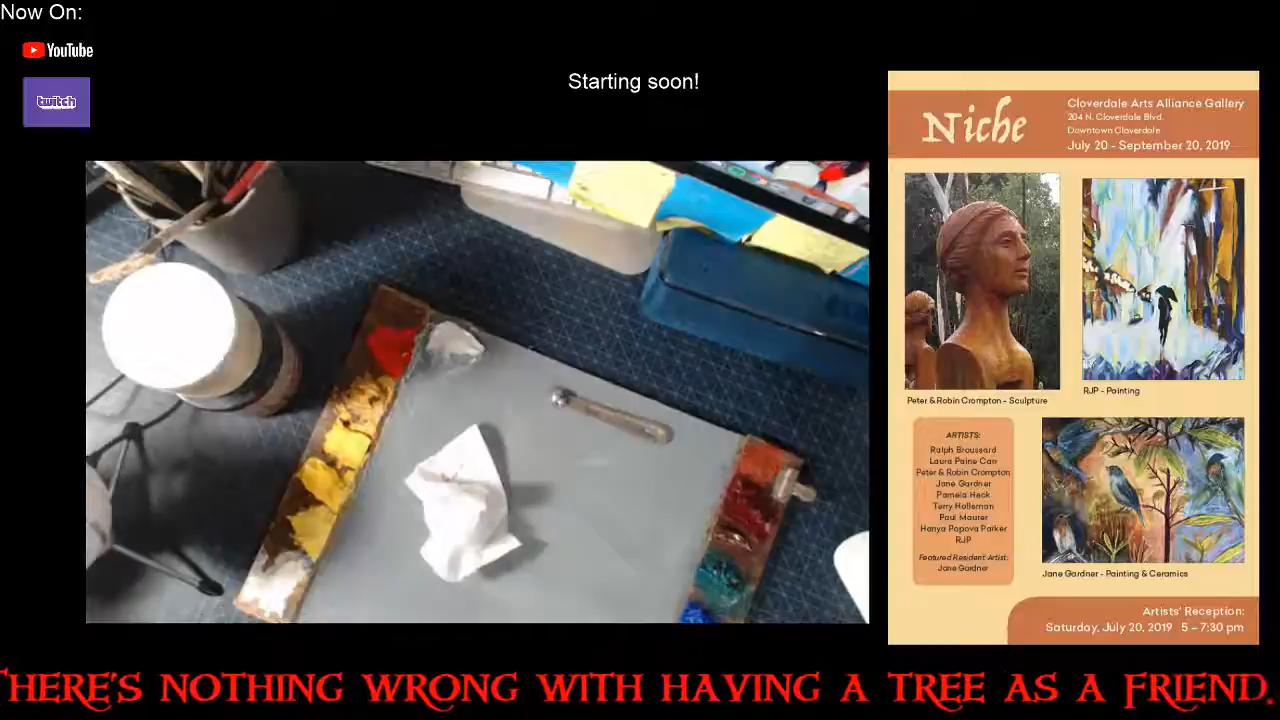 Now On:
YouTube
twitch
Starting soon!
Niche
Cloverdale Arts Alliance Gallery
204 N. Cloverdale Blvd.
Downtown Cloverdale
July 20 - September 20, 2019
Peter & Robin Crompton - Sculpture
RJP - Painting
ARTISTS:
Ralph Broussard
Laura Paine Carr
Peter & Robin Crompton
Jane Gardner
Pamela Heck
Terry Holleman
Paul Maurer
Hanya Popova Parker
RJP
Featured Resident Artist:
Jane Gardner
Jane Gardner - Painting & Ceramics
Artists' Reception:
Saturday, July 20, 2019 5 – 7:30 pm
There's nothing wrong with having a tree as a friend.